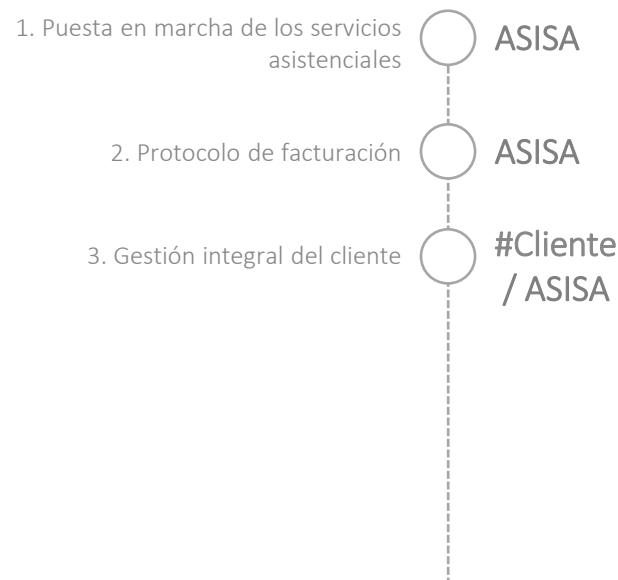 1. Puesta en marcha de los servicios
asistenciales
ASISA
2. Protocolo de facturación
ASISA
3. Gestión integral del cliente
#Cliente
/ ASISA